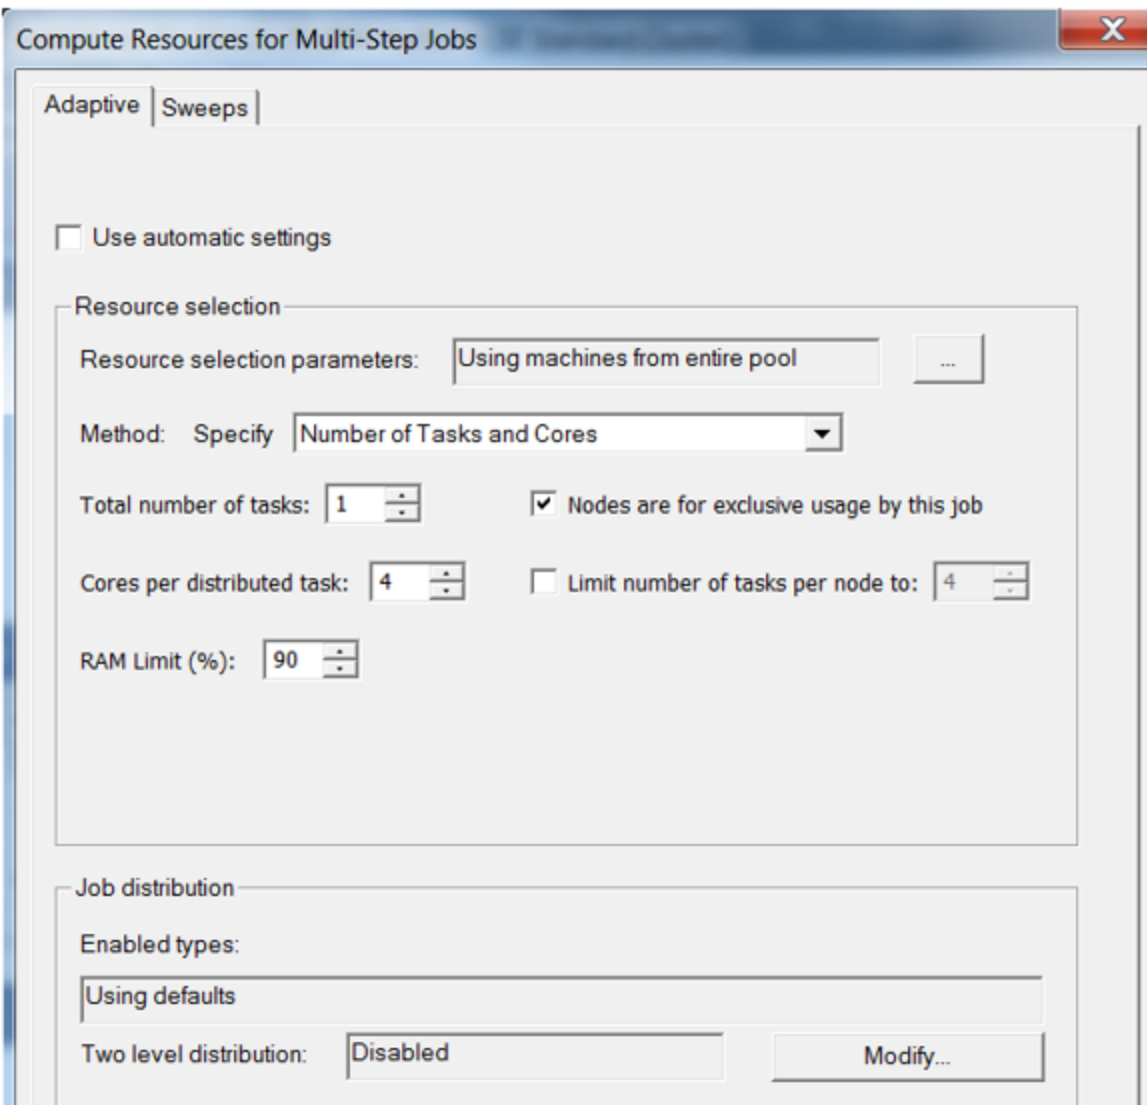 Compute Resources for Multi-Step Jobs
Adaptive Sweeps
Use automatic settings
Resource selection
Resource selection parameters: Using machines from entire pool ...
Method: Specify Number of Tasks and Cores
Total number of tasks: 1 Nodes are for exclusive usage by this job
Cores per distributed task: 4 Limit number of tasks per node to: 4
RAM Limit (%): 90
Job distribution
Enabled types:
Using defaults
Two level distribution: Disabled Modify...